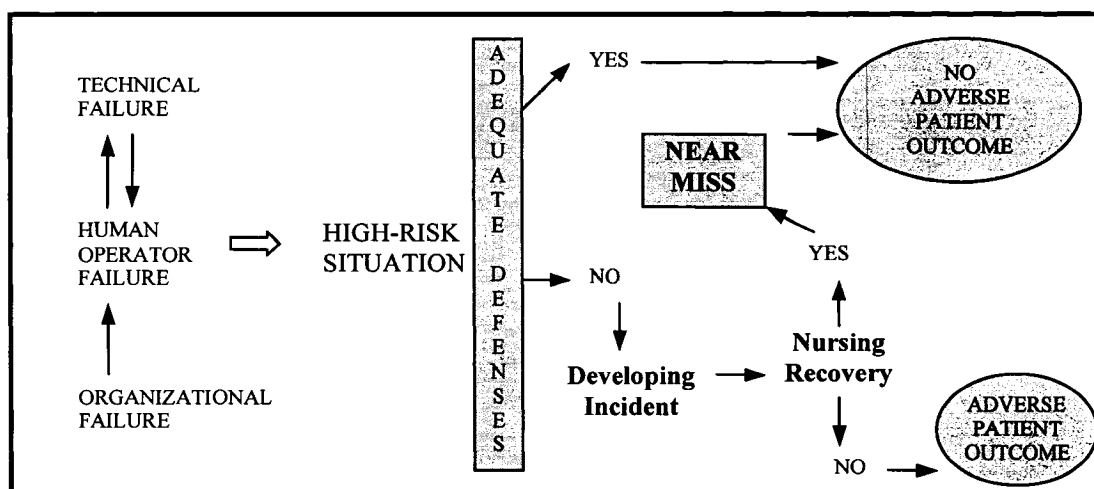 TECHNICAL
FAILURE
HUMAN
OPERATOR
FAILURE
ORGANIZATIONAL
FAILURE
HIGH-RISK
SITUATION
ADEQUATE DEFENSES
YES
NO
ADVERSE
PATIENT
OUTCOME
NEAR
MISS
YES
NO
Developing
Incident
Nursing
Recovery
NO
ADVERSE
PATIENT
OUTCOME